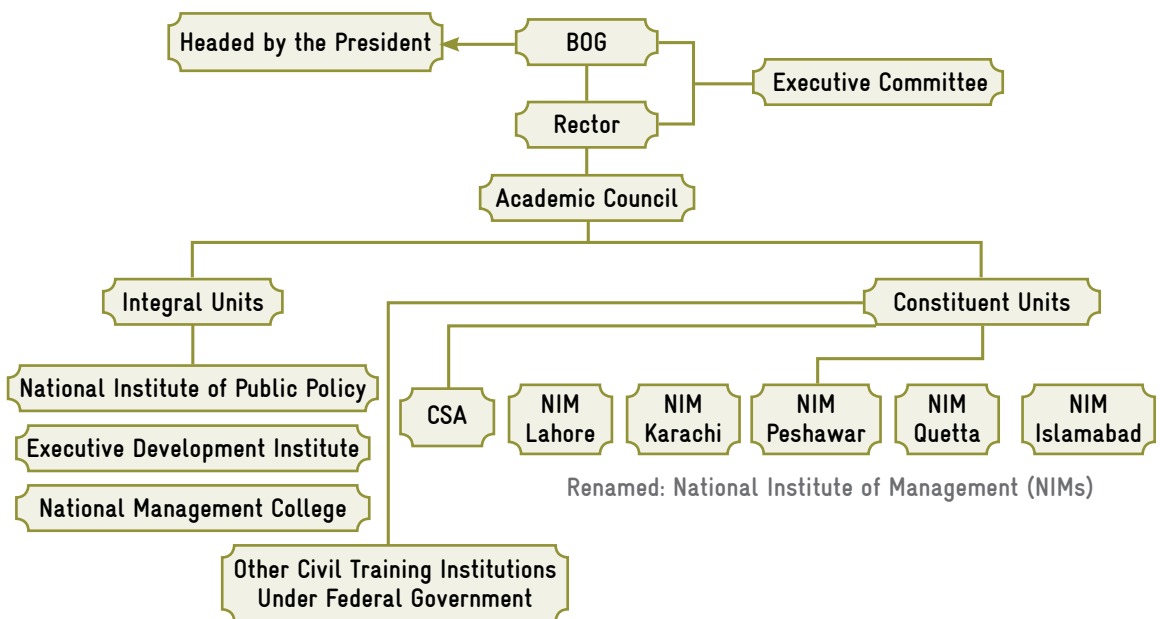 Headed by the President
BOG
Executive Committee
Rector
Academic Council
Integral Units
Constituent Units
National Institute of Public Policy
Executive Development Institute
National Management College
CSA
NIM
Lahore
NIM
Karachi
NIM
Peshawar
NIM
Quetta
NIM
Islamabad
Renamed: National Institute of Management (NIMs)
Other Civil Training Institutions
Under Federal Government